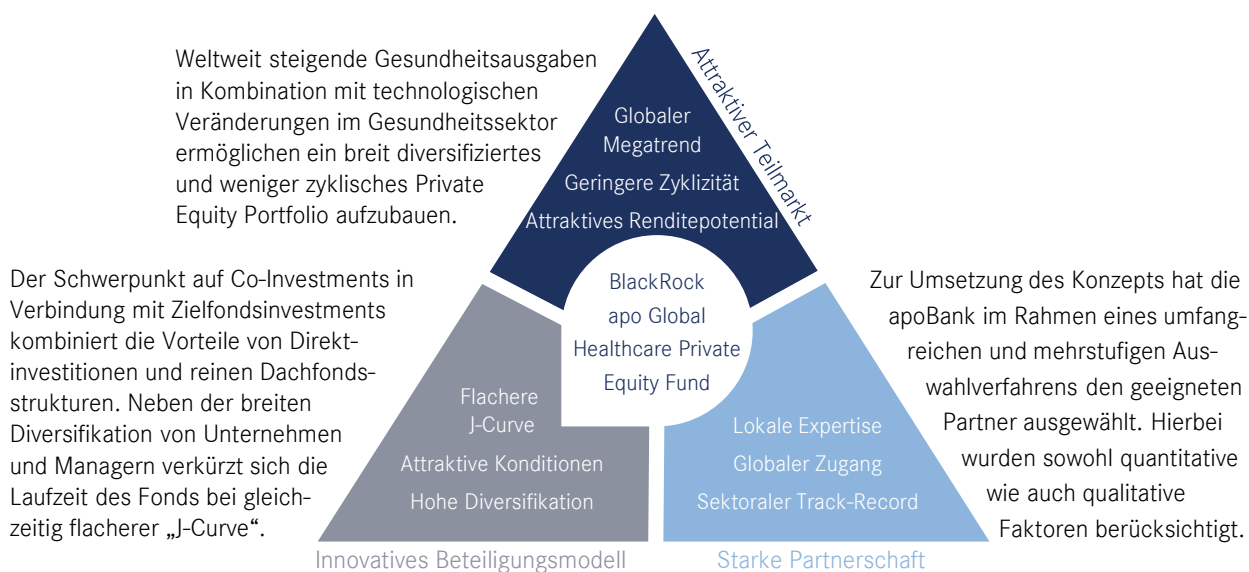 Weltweit steigende Gesundheitsausgaben
in Kombination mit technologischen
Veränderungen im Gesundheitssektor
ermöglichen ein breit diversifiziertes
und weniger zyklisches Private
Equity Portfolio aufzubauen.
Attraktiver Teilmarkt
Globaler
Megatrend
Geringere Zyklizität
Attraktives Renditepotential
Der Schwerpunkt auf Co-Investments in
Verbindung mit Zielfondsinvestments
kombiniert die Vorteile von Direkt-
investitionen und reinen Dachfonds-
strukturen. Neben der breiten
Diversifikation von Unternehmen
und Managern verkürzt sich die
Laufzeit des Fonds bei gleich-
zeitig flacherer „J-Curve“.
BlackRock
apo Global
Healthcare Private
Equity Fund
Zur Umsetzung des Konzepts hat die
apoBank im Rahmen eines umfang-
reichen und mehrstufigen Aus-
wahlverfahrens den geeigneten
Partner ausgewählt. Hierbei
wurden sowohl quantitative
wie auch qualitative
Faktoren berücksichtigt.
Flachere
J-Curve
Attraktive Konditionen
Hohe Diversifikation
Lokale Expertise
Globaler Zugang
Sektoraler Track-Record
Innovatives Beteiligungsmodell
Starke Partnerschaft